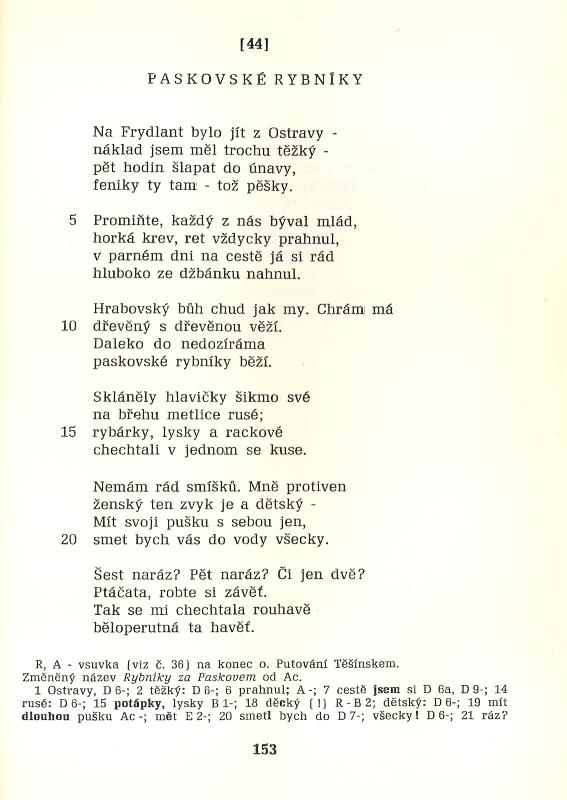 [44]
PASKOVSKÉ RYBNÍKY
Na Frydlant bylo jít z Ostravy -
náklad jsem měl trochu těžký -
pět hodin šlapat do únavy,
feniky ty tam - tož pěšky.
5 Promiňte, každý z nás býval mlád,
horká krev, ret vždycky prahnul,
v parném dni na cestě já si rád
hluboko ze džbánku nahnul.
Hrabovský bůh chud jak my. Chrám má
10 dřevěný s dřevěnou věží.
Daleko do nedozíráma
paskovské rybníky běží.
Skláněly hlavičky šikmo své
na břehu metlice rusé;
15 rybárky, lysky a rackové
chechtali v jednom se kuse.
Nemám rád smíšků. Mně protiven
ženský ten zvyk je a dětský -
Mít svoji pušku s sebou jen,
20 smet bych vás do vody všecky.
Šest naráz? Pět naráz? Či jen dvě?
Ptáčata, robte si závěť.
Tak se mi chechtala rouhavě
běloperutná ta havěť.
R, A - vsuvka (viz č. 36) na konec o. Putování Těšínskem.
Změněný název Rybníky za Paskovem od Ac.
1 Ostravy, D 6-; 2 těžký: D 6-; 6 prahnul; A -; 7 cestě jsem si D 6a, D 9-; 14
rusé: D 6-; 15 potápky, lysky B 1-; 18 děcký (!) R - B 2; dětský: D 6-; 19 mít
dlouhou pušku Ac -; mět E 2-; 20 smetl bych do D 7-; všecky! D 6-; 21 ráz?
153